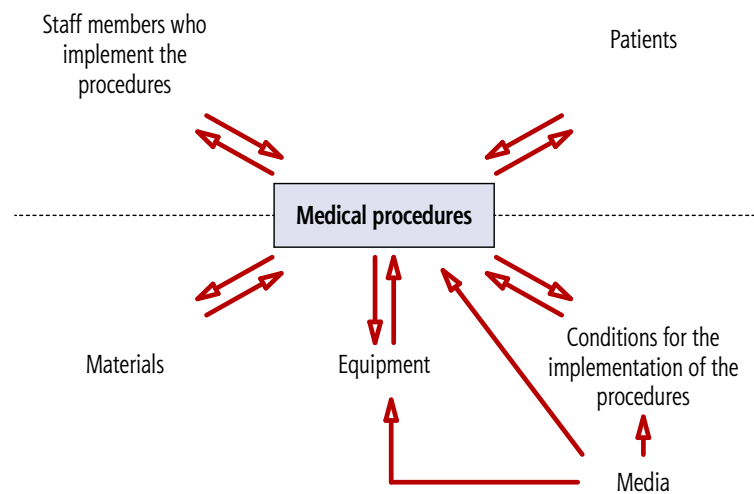 Staff members who
implement the
procedures
Patients
Medical procedures
Materials
Equipment
Conditions for the
implementation of the
procedures
Media